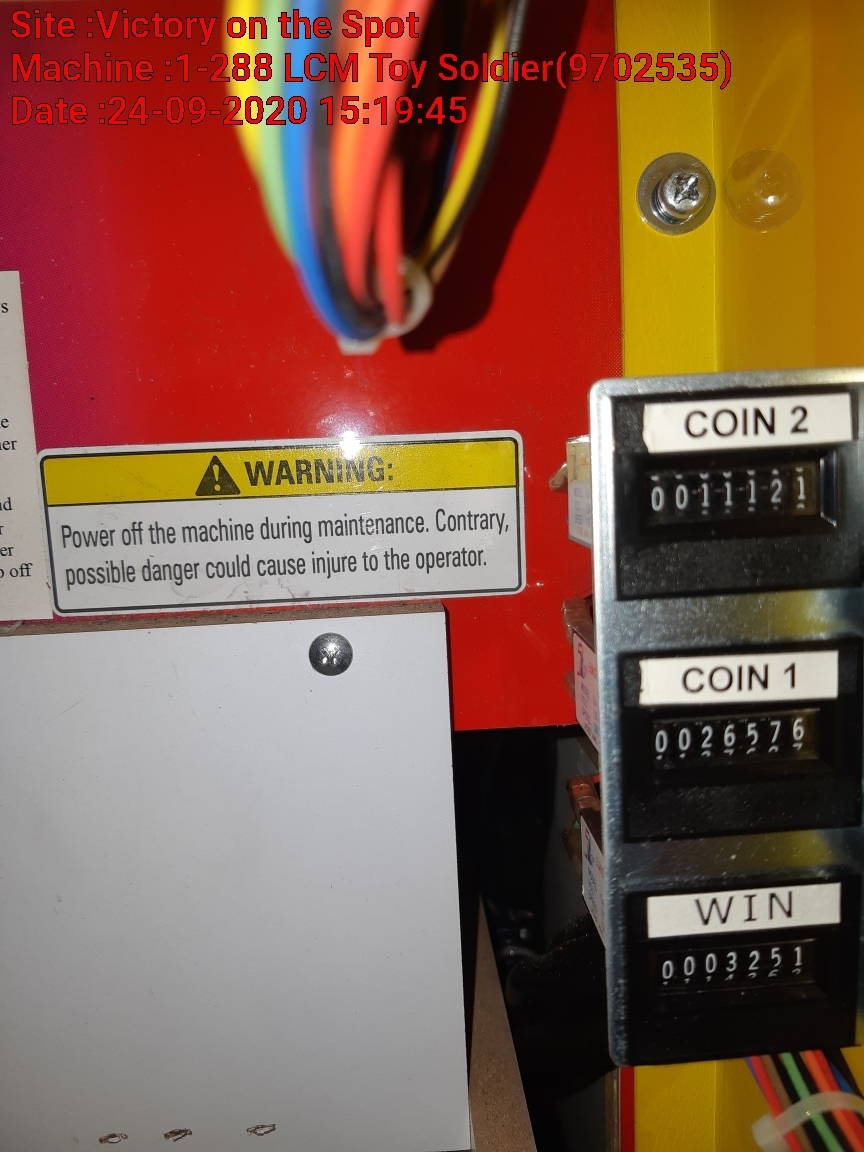 Site :Victory on the Spot
Machine :1-288 LCM Toy Soldier(9702535)
Date :24-09-2020 15:19:45
WARNING:
Power off the machine during maintenance. Contrary,
possible danger could cause injure to the operator.
off
COIN 2
0011121
COIN 1
0026576
WIN
0003251